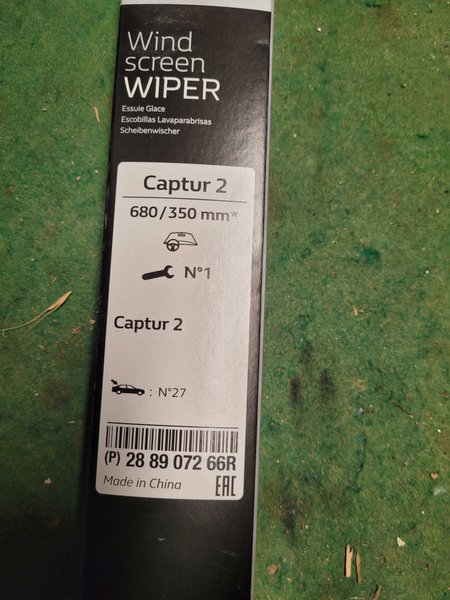 Wind
screen
WIPER
Essuie Glace
Escobillas Lavaparabrisas
Scheibenwischer
Captur 2
680/350 mm*
N°1
Captur 2
: N°27
(P) 28 89 072 66R
Made in China EAC